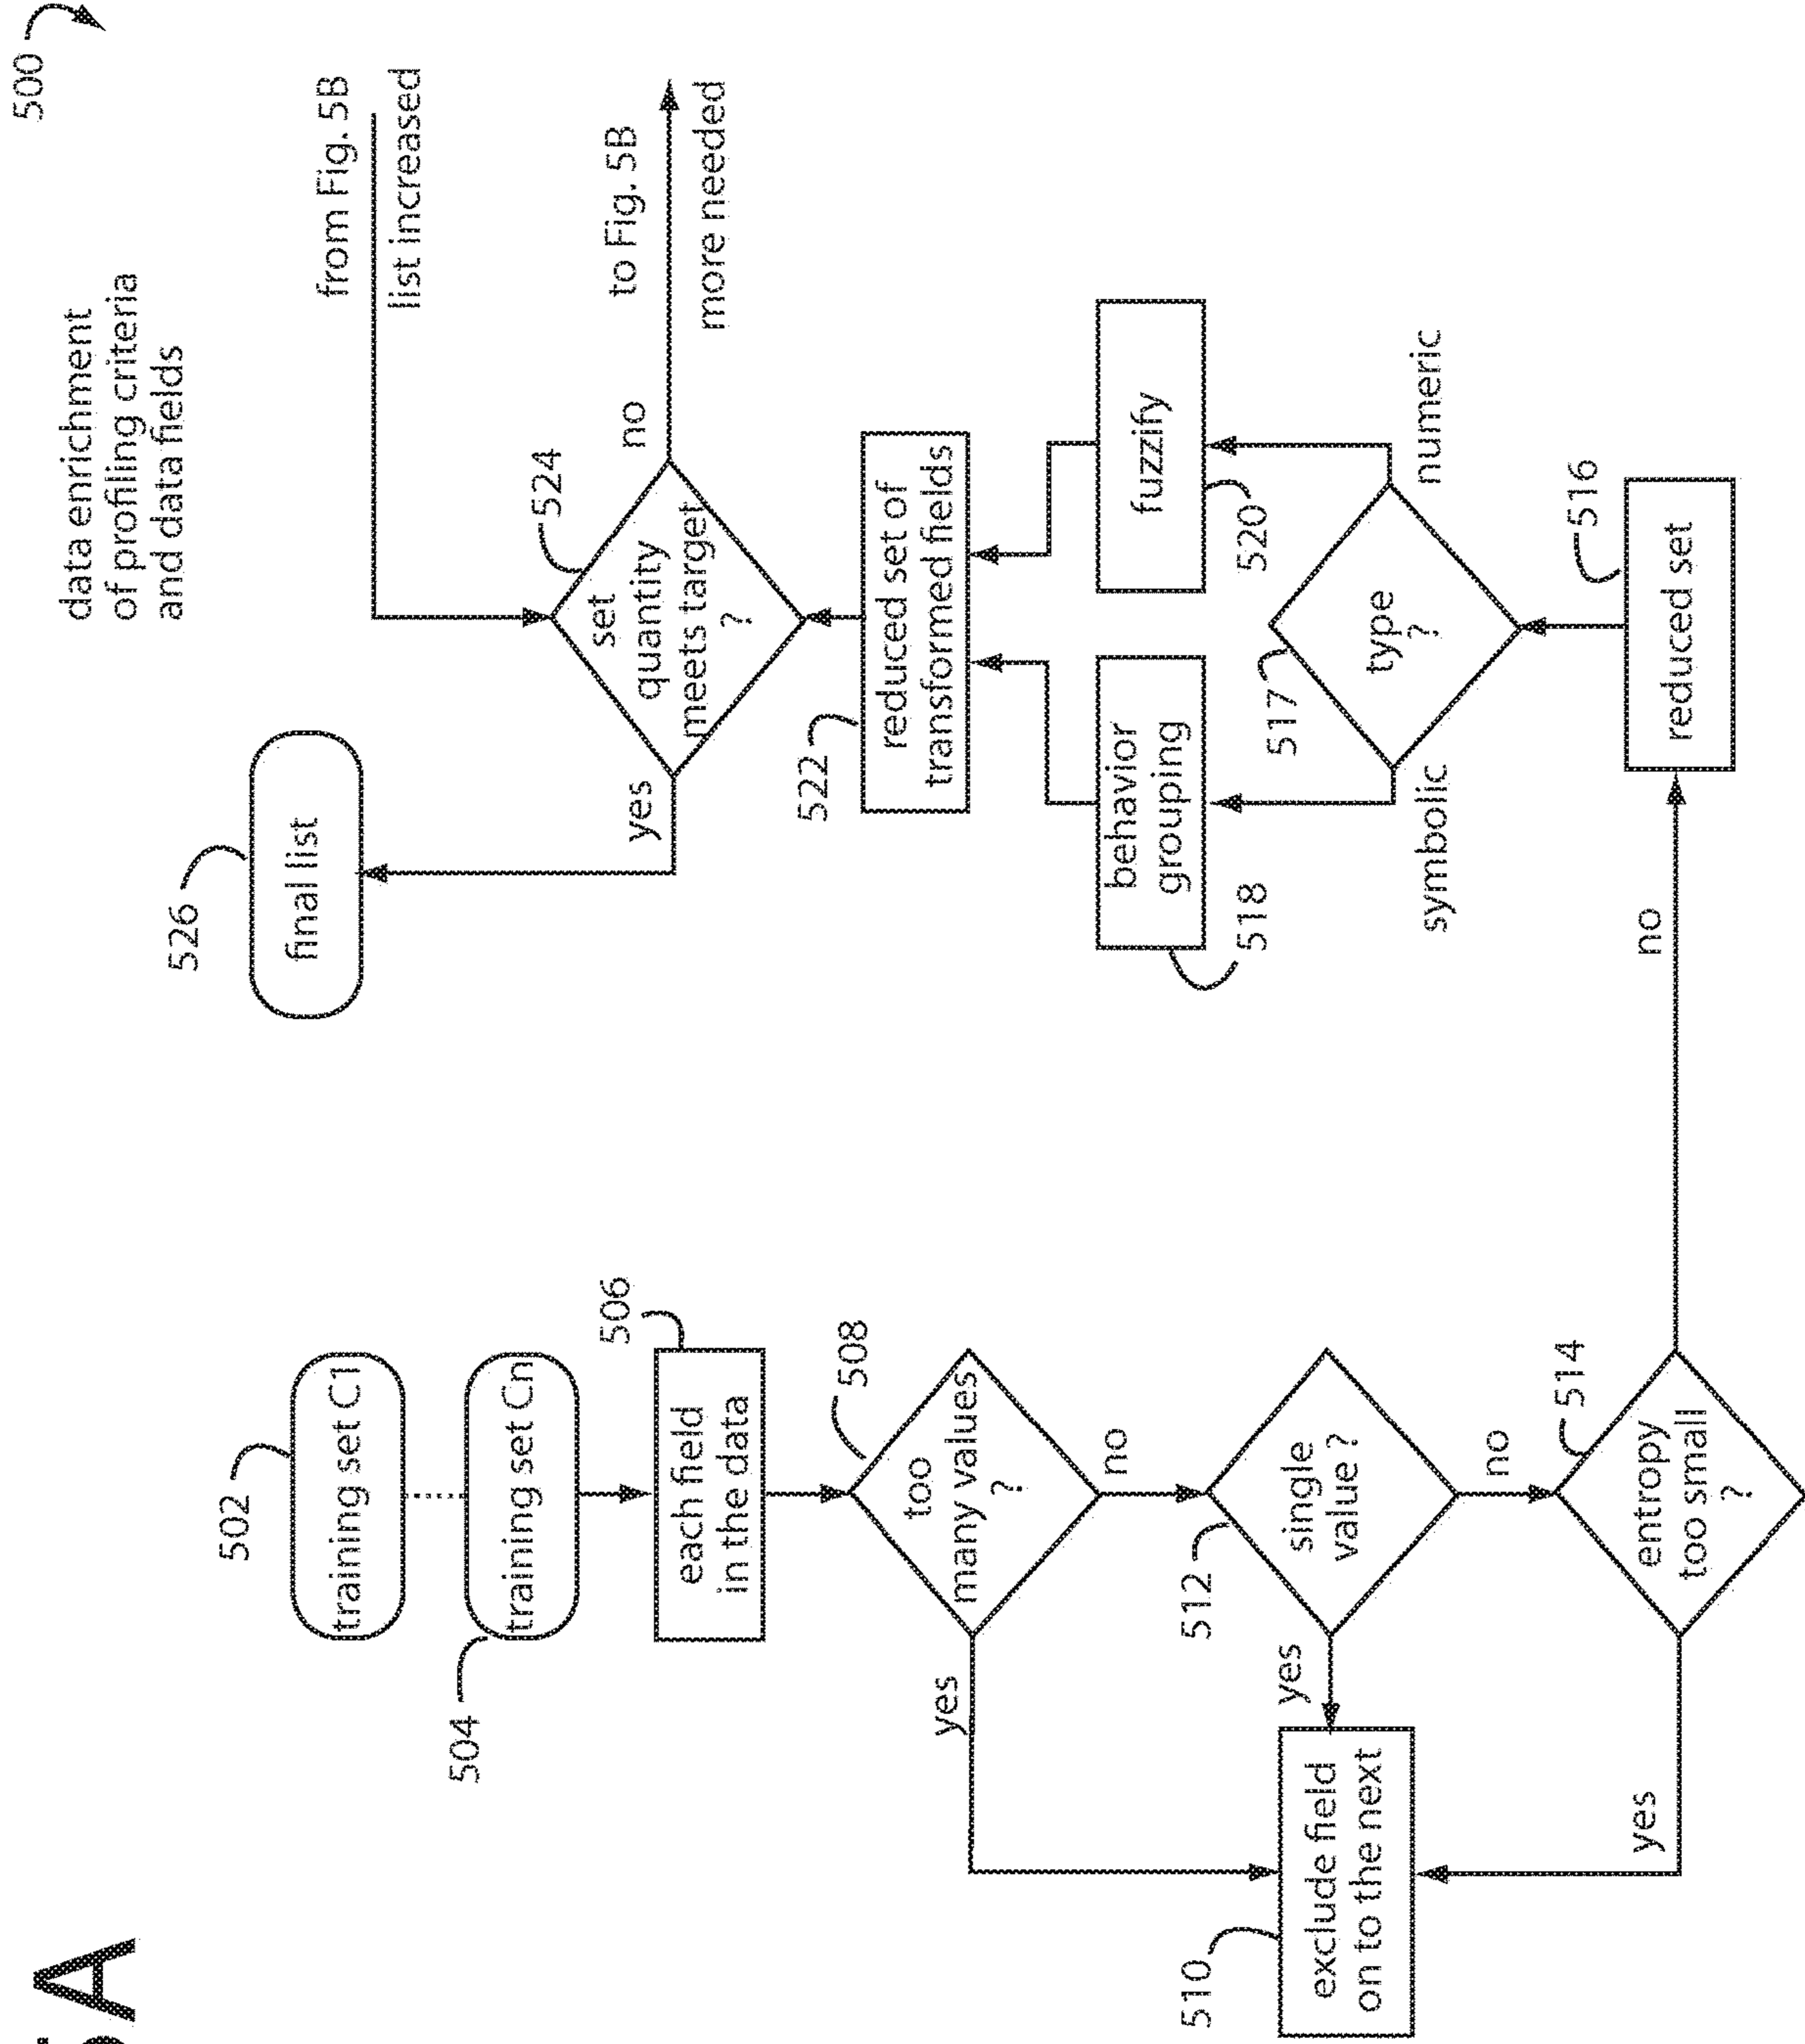 5A
500
data enrichment
of profiling criteria
and data fields
502
training set C1
504
training set Cn
506
each field
in the data
508
too
many values
?
yes
no
510
exclude field
on to the next
512
single
value ?
yes
no
514
entropy
too small
?
yes
no
526
final list
from Fig. 5B
list increased
524
set
quantity
meets target
?
yes
no
to Fig. 5B
more needed
522
reduced set of
transformed fields
behavior
grouping
518
fuzzify
520
517
type
?
symbolic
numeric
516
reduced set